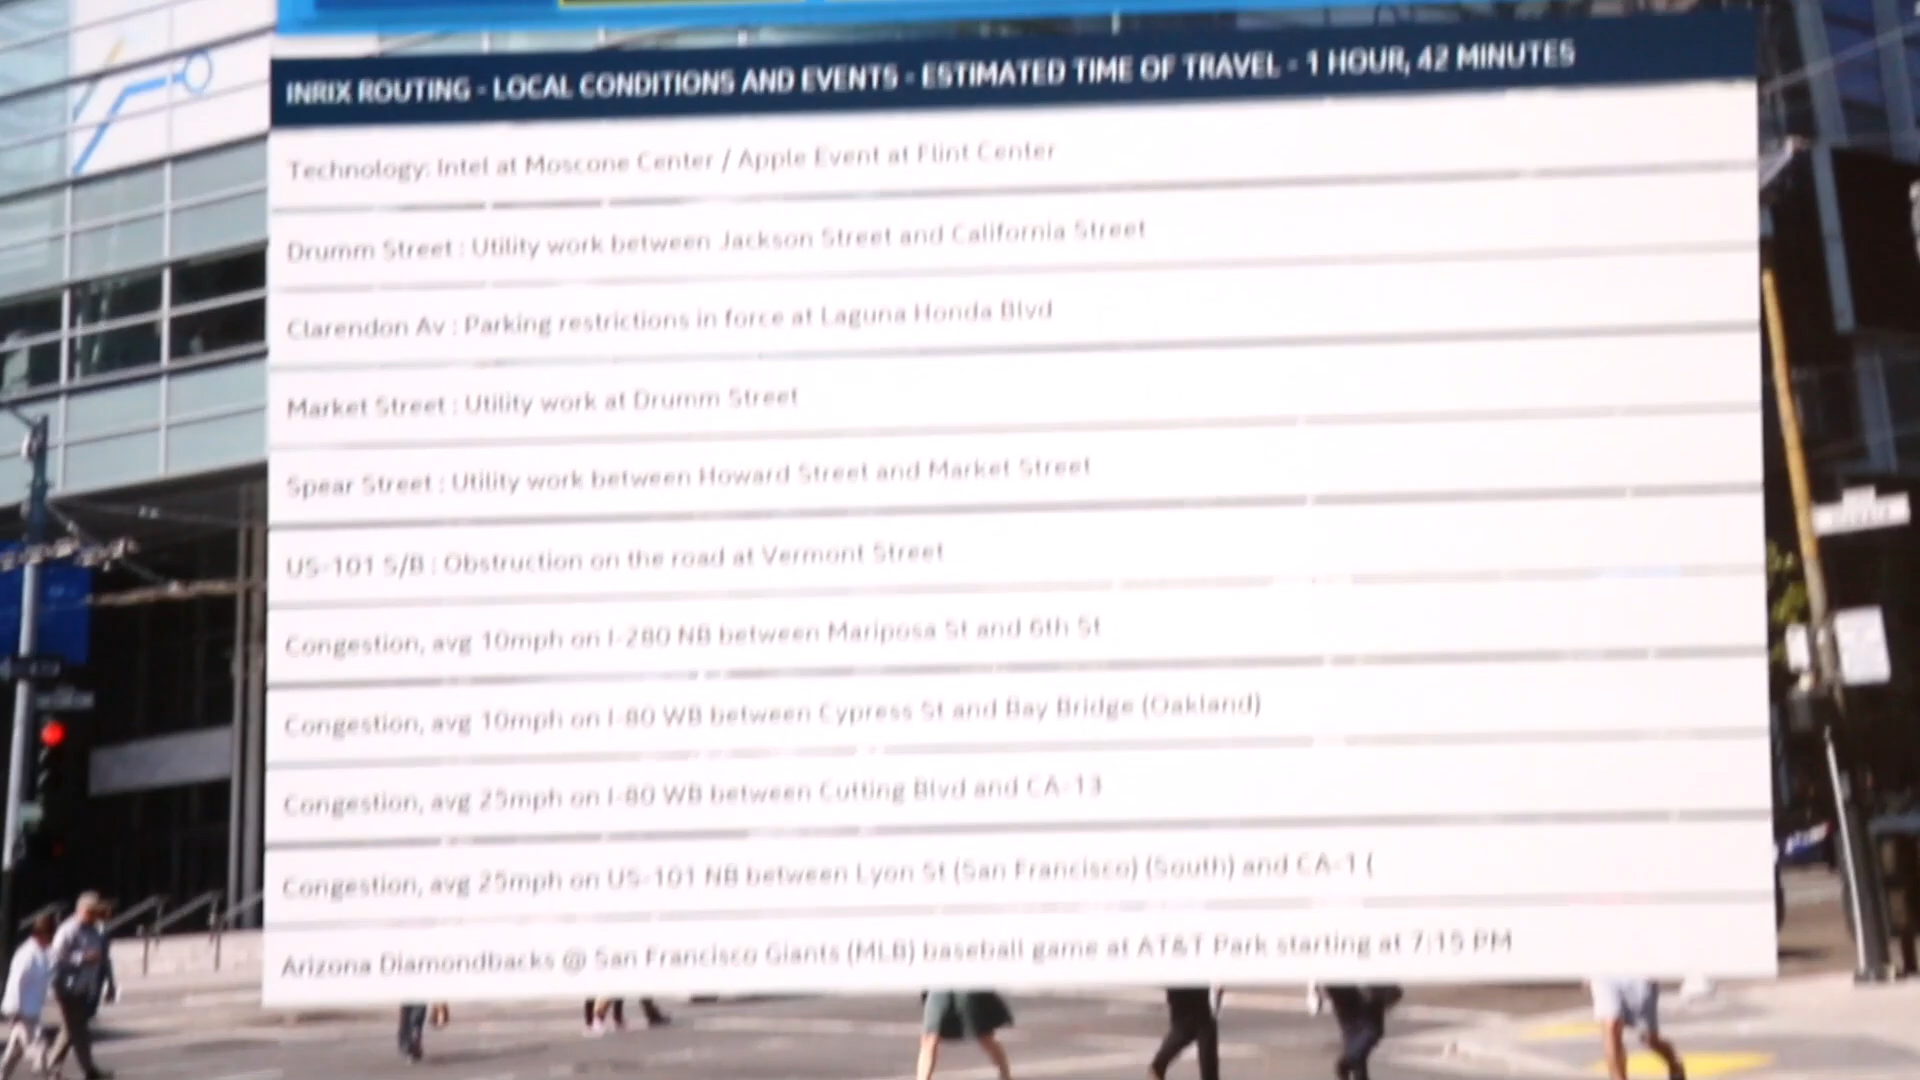 INRIX ROUTING - LOCAL CONDITIONS AND EVENTS - ESTIMATED TIME OF TRAVEL - 1 HOUR, 42 MINUTES
Technology: Intel at Moscone Center / Apple Event at Flint Center
Drumm Street : Utility work between Jackson Street and California Street
Clarendon Av : Parking restrictions in force at Laguna Honda Blvd
Market Street : Utility work at Drumm Street
Spear Street : Utility work between Howard Street and Market Street
US-101 S/B : Obstruction on the road at Vermont Street
Congestion, avg 10mph on I-280 NB between Mariposa St and 6th St
Congestion, avg 10mph on I-80 WB between Cypress St and Bay Bridge (Oakland)
Congestion, avg 25mph on I-80 WB between Cutting Blvd and CA-13
Congestion, avg 25mph on US-101 NB between Lyon St (San Francisco) (South) and CA-1 (
Arizona Diamondbacks @ San Francisco Giants (MLB) baseball game at AT&T Park starting at 7:15 PM